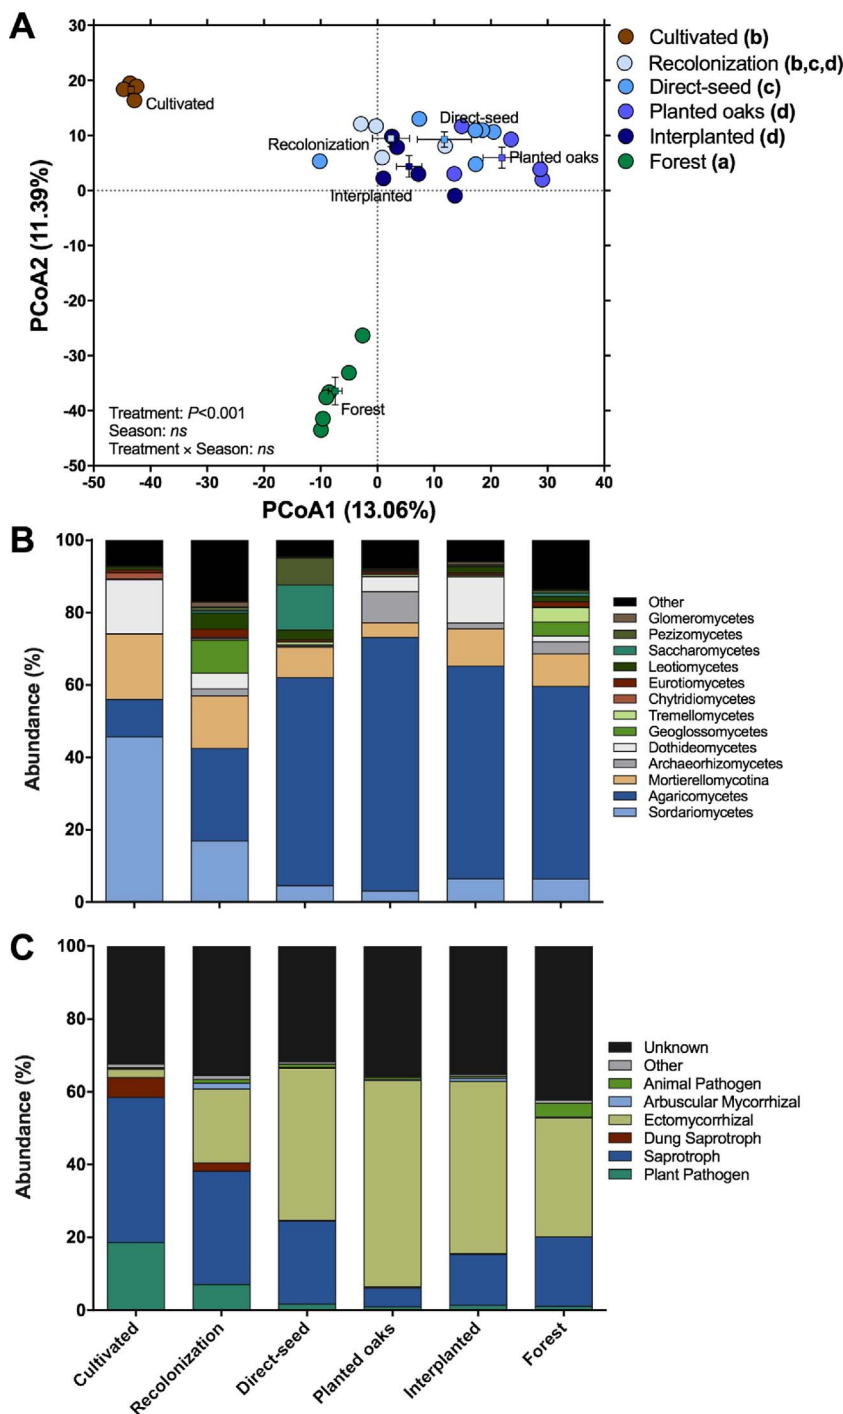 A
30
20
10
0
-10
-20
-30
-40
-50
PCoA2 (11.39%)
Cultivated
Recolonization
Direct-seed
Planted oaks
Interplanted
Forest
Treatment: P<0.001
Season: ns
Treatment × Season: ns
-50 -40 -30 -20 -10 0 10 20 30 40
PCoA1 (13.06%)
Cultivated (b)
Recolonization (b,c,d)
Direct-seed (c)
Planted oaks (d)
Interplanted (d)
Forest (a)
B
100
80
60
40
20
0
Abundance (%)
Other
Glomeromycetes
Pezizomycetes
Saccharomycetes
Leotiomycetes
Eurotiomycetes
Chytridiomycetes
Tremellomycetes
Geoglossomycetes
Dothideomycetes
Archaeorhizomycetes
Mortierellomycotina
Agaricomycetes
Sordariomycetes
C
100
80
60
40
20
0
Abundance (%)
Unknown
Other
Animal Pathogen
Arbuscular Mycorrhizal
Ectomycorrhizal
Dung Saprotroph
Saprotroph
Plant Pathogen
Cultivated
Recolonization
Direct-seed
Planted oaks
Interplanted
Forest